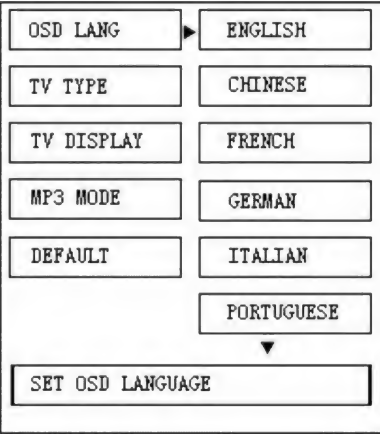 OSD LANG
ENGLISH
TV TYPE
CHINESE
TV DISPLAY
FRENCH
MP3 MODE
GERMAN
DEFAULT
ITALIAN
PORTUGUESE
SET OSD LANGUAGE